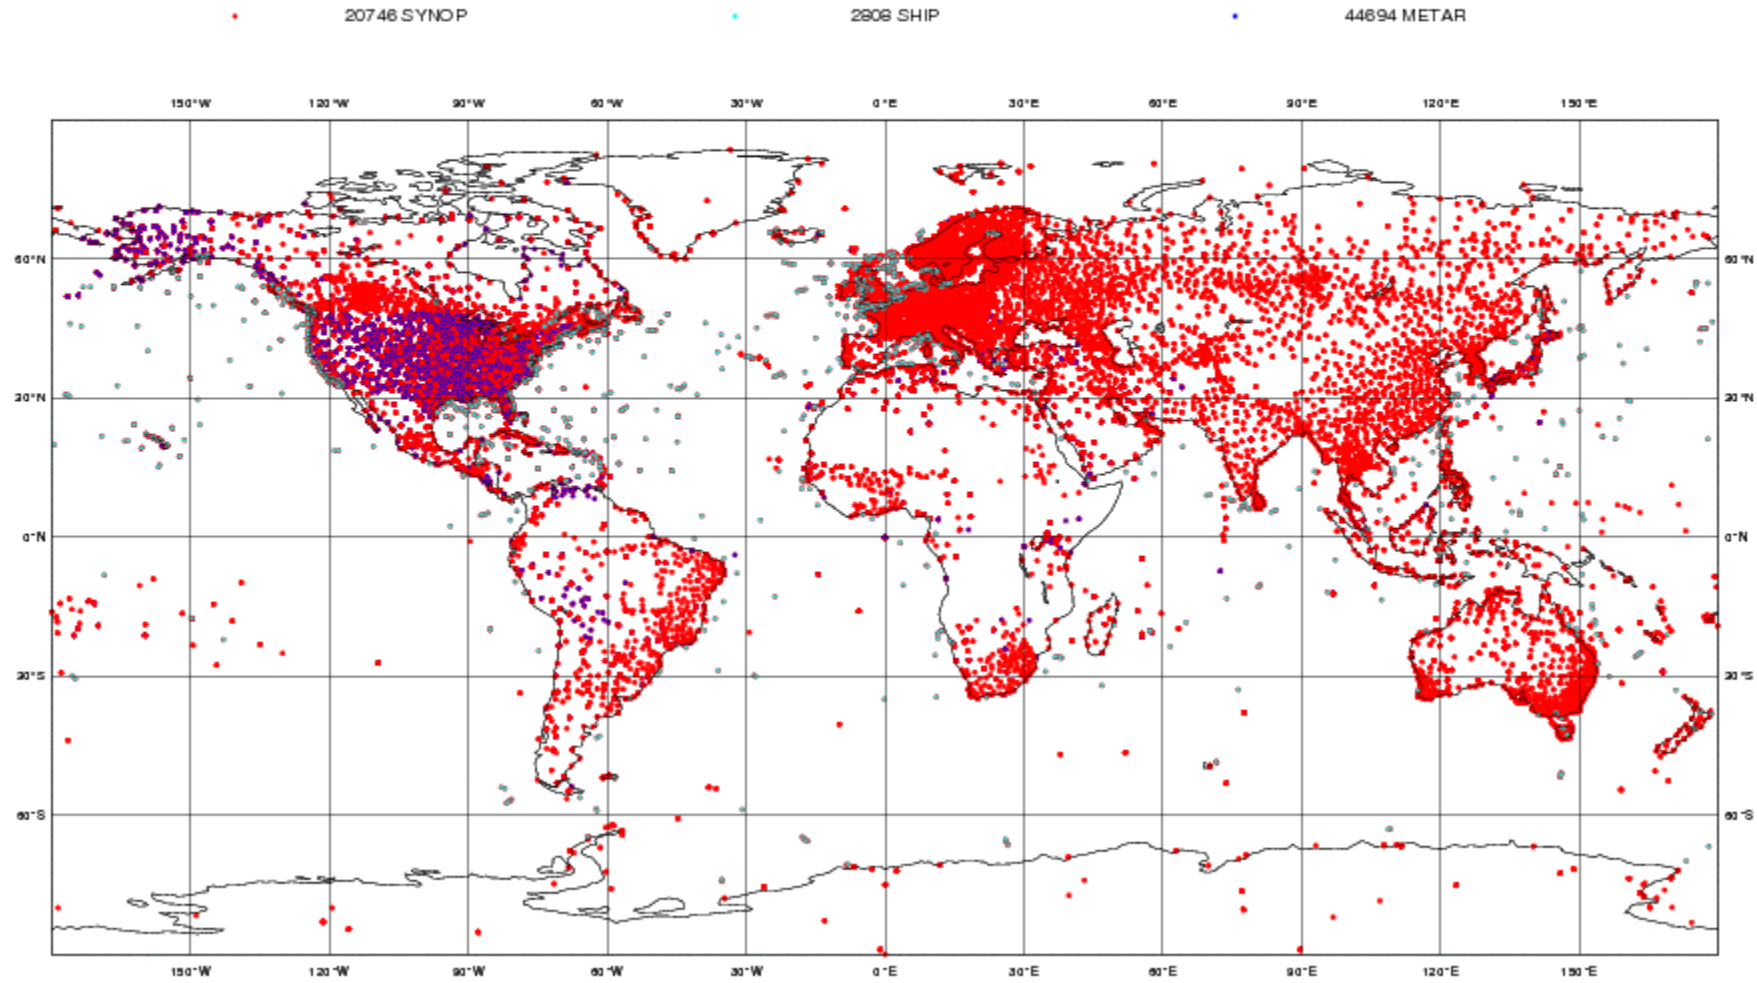 20746 SYNOP 2808 SHIP 44694 METAR
150°W 120°W 90°W 60°W 30°W 0°E 30°E 60°E 90°E 120°E 150°E
60°N 60°N
30°N 30°N
0°N 0°N
30°S 30°S
60°S 60°S
150°W 120°W 90°W 60°W 30°W 0°E 30°E 60°E 90°E 120°E 150°E